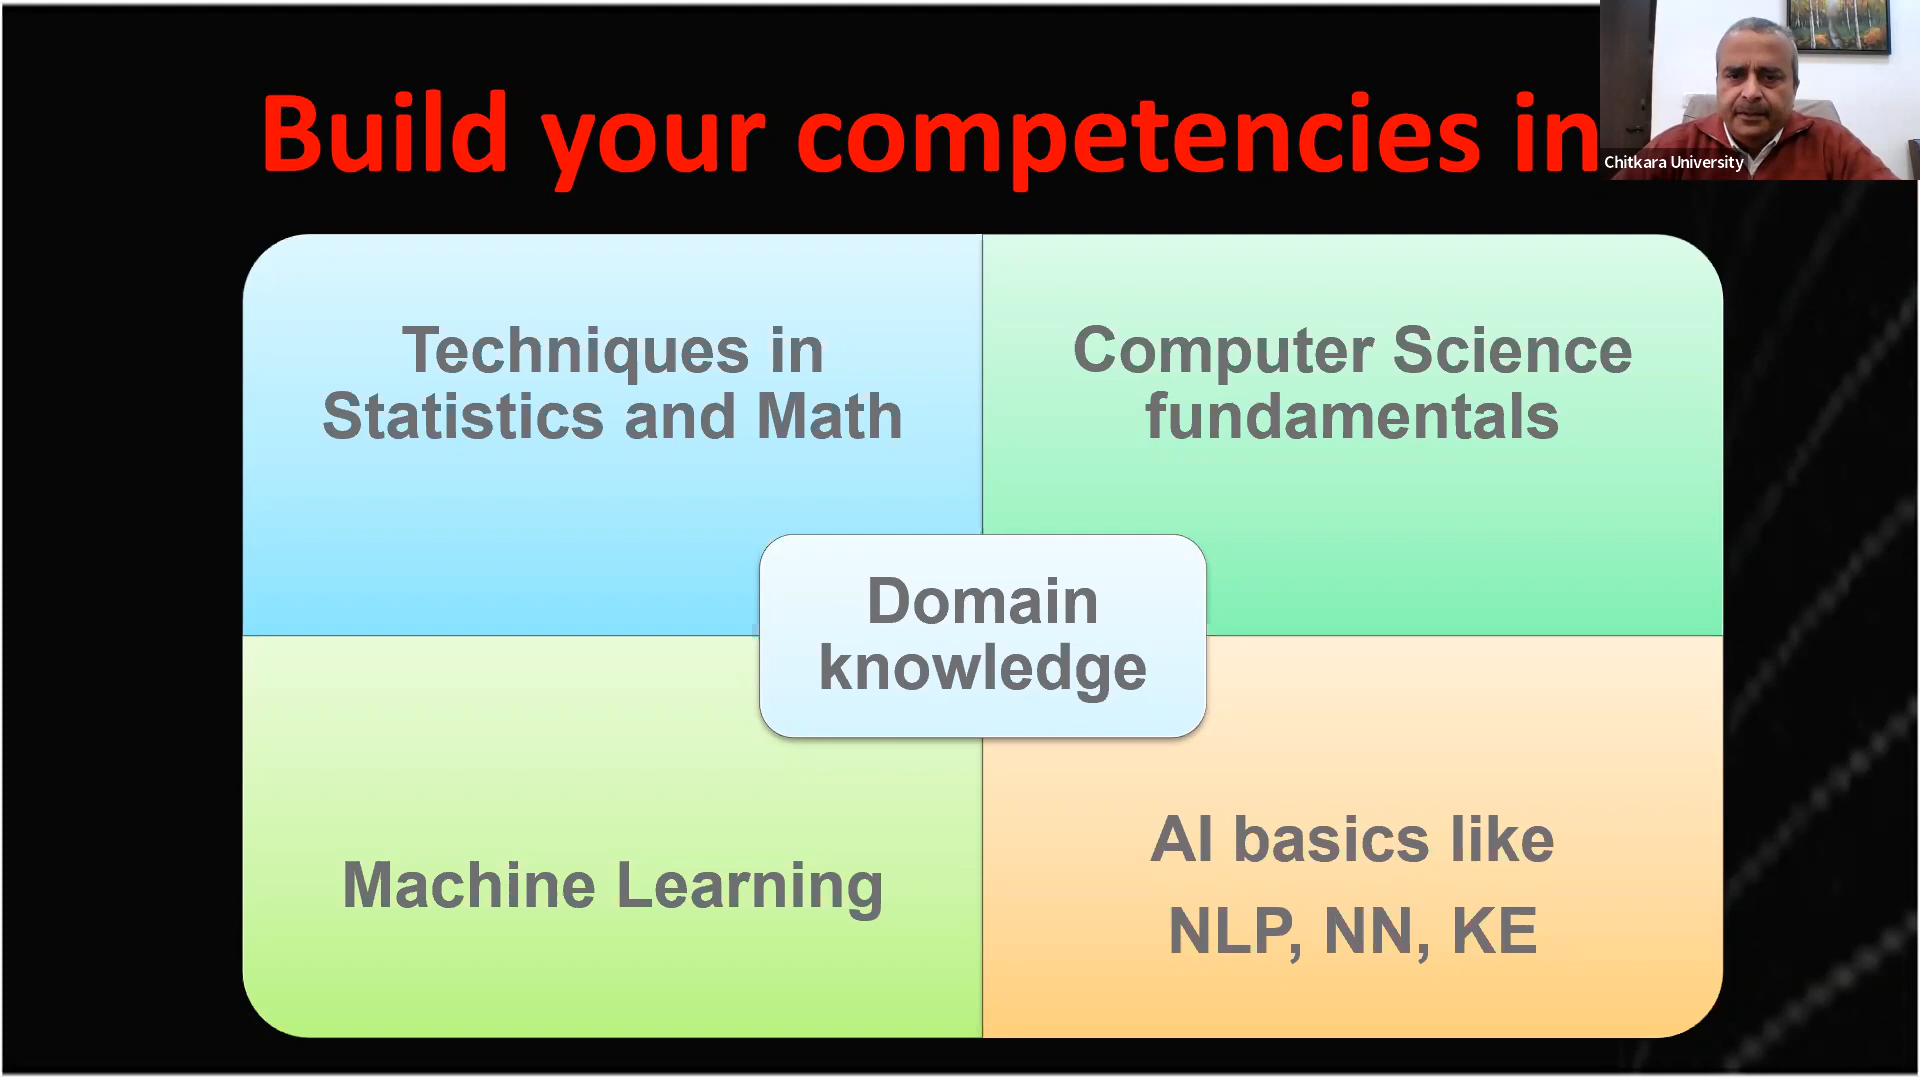 Build your competencies in
Chitkara University
Techniques in
Statistics and Math
Computer Science
fundamentals
Domain
knowledge
Machine Learning
AI basics like
NLP, NN, KE